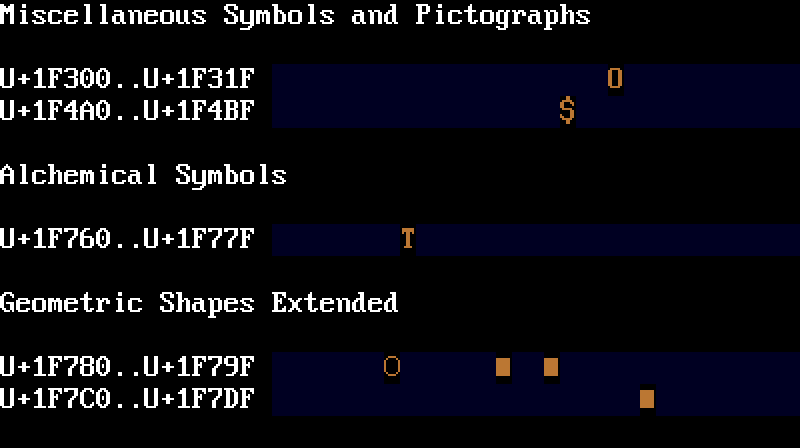 Miscellaneous Symbols and Pictographs
U+1F300..U+1F31F O
U+1F4A0..U+1F4BF $
Alchemical Symbols
U+1F760..U+1F77F T
Geometric Shapes Extended
U+1F780..U+1F79F ○ ■ ■
U+1F7C0..U+1F7DF ■